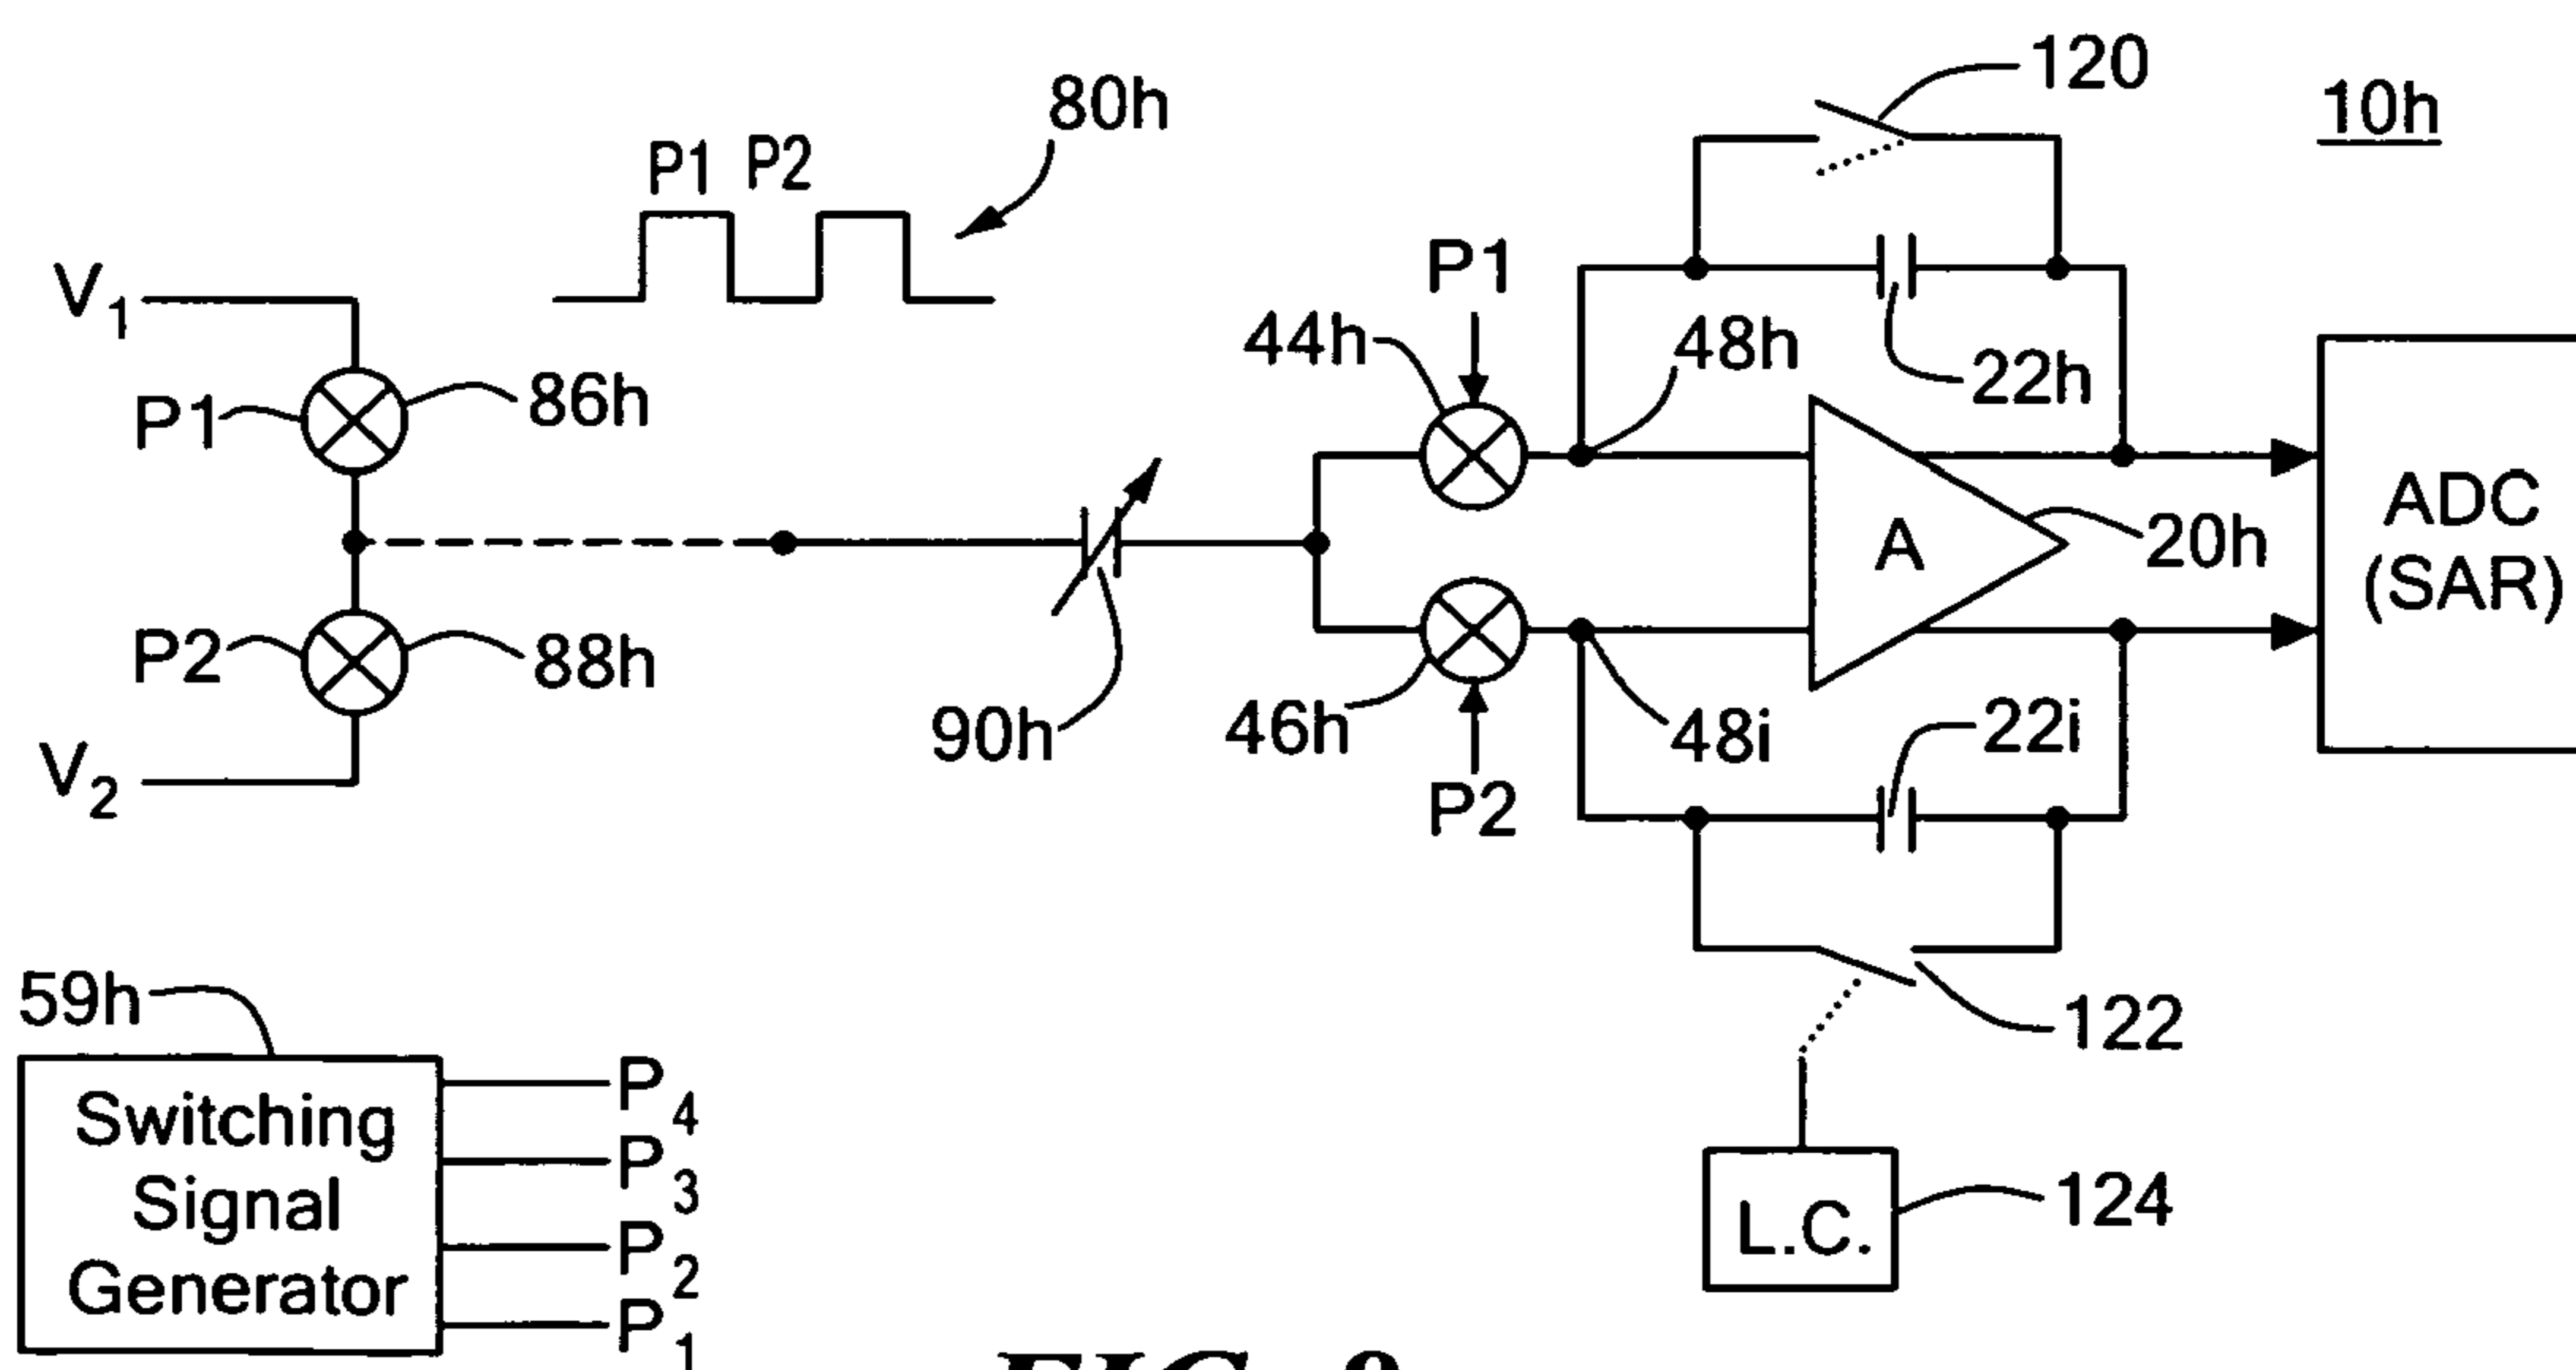 120
10h
80h
P1 P2
V1
P1
86h
P1
44h
48h
22h
ADC
(SAR)
A
20h
P2
88h
90h
46h
48i
22i
V2
P2
122
59h
Switching
Signal
Generator
P4
P3
P2
P1
L.C.
124